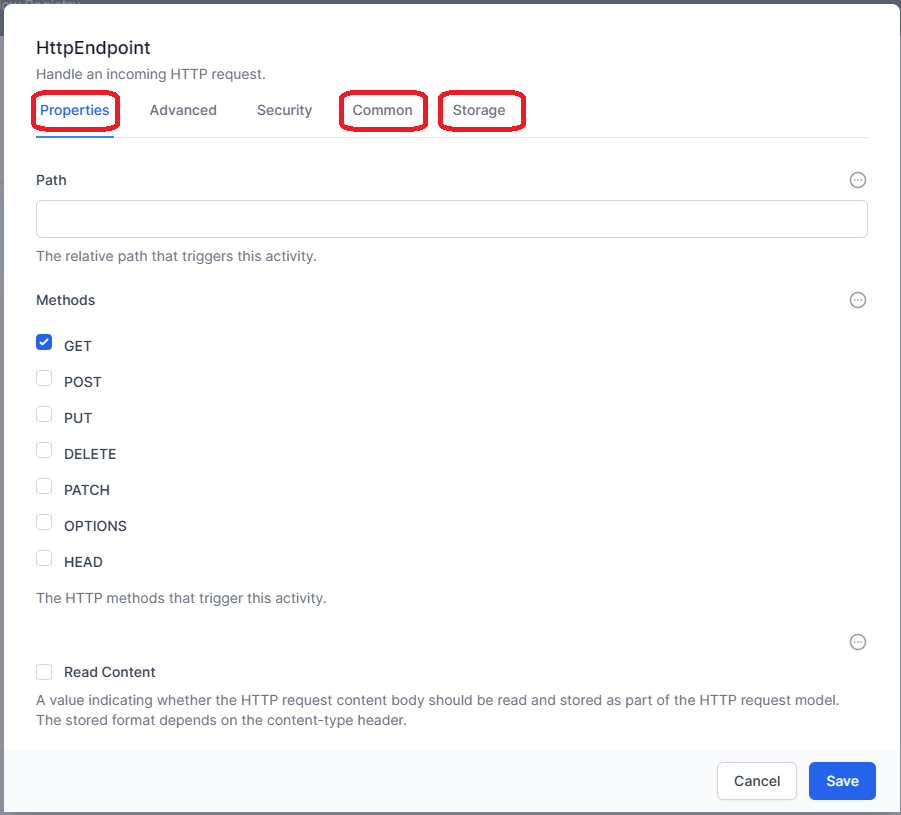 HttpEndpoint
Handle an incoming HTTP request.
Properties Advanced Security Common Storage
Path
The relative path that triggers this activity.
Methods
GET
POST
PUT
DELETE
PATCH
OPTIONS
HEAD
The HTTP methods that trigger this activity.
Read Content
A value indicating whether the HTTP request content body should be read and stored as part of the HTTP request model.
The stored format depends on the content-type header.
Cancel Save